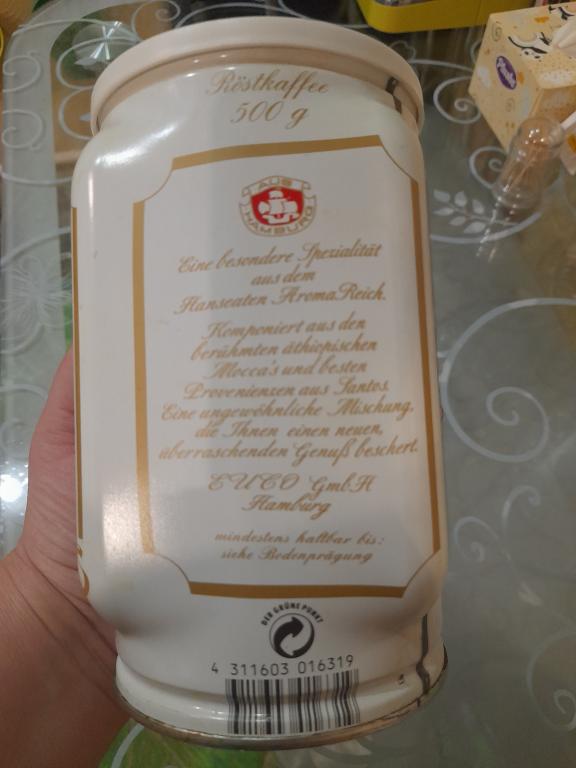 Röstkaffee
500 g
AUS
HAMBURG
Eine besondere Spezialität
aus dem
Hanseaten AromaReich.
Komponiert aus den
berühmten äthiopischen
Mocca's und besten
Provenienzen aus Santos.
Eine ungewöhnliche Mischung,
die Ihnen einen neuen,
überraschenden Genuß beschert.
EUCO GmbH
Hamburg
mindestens haltbar bis:
siehe Bodenprägung
DER GRÜNE PUNKT
4 311603 016319